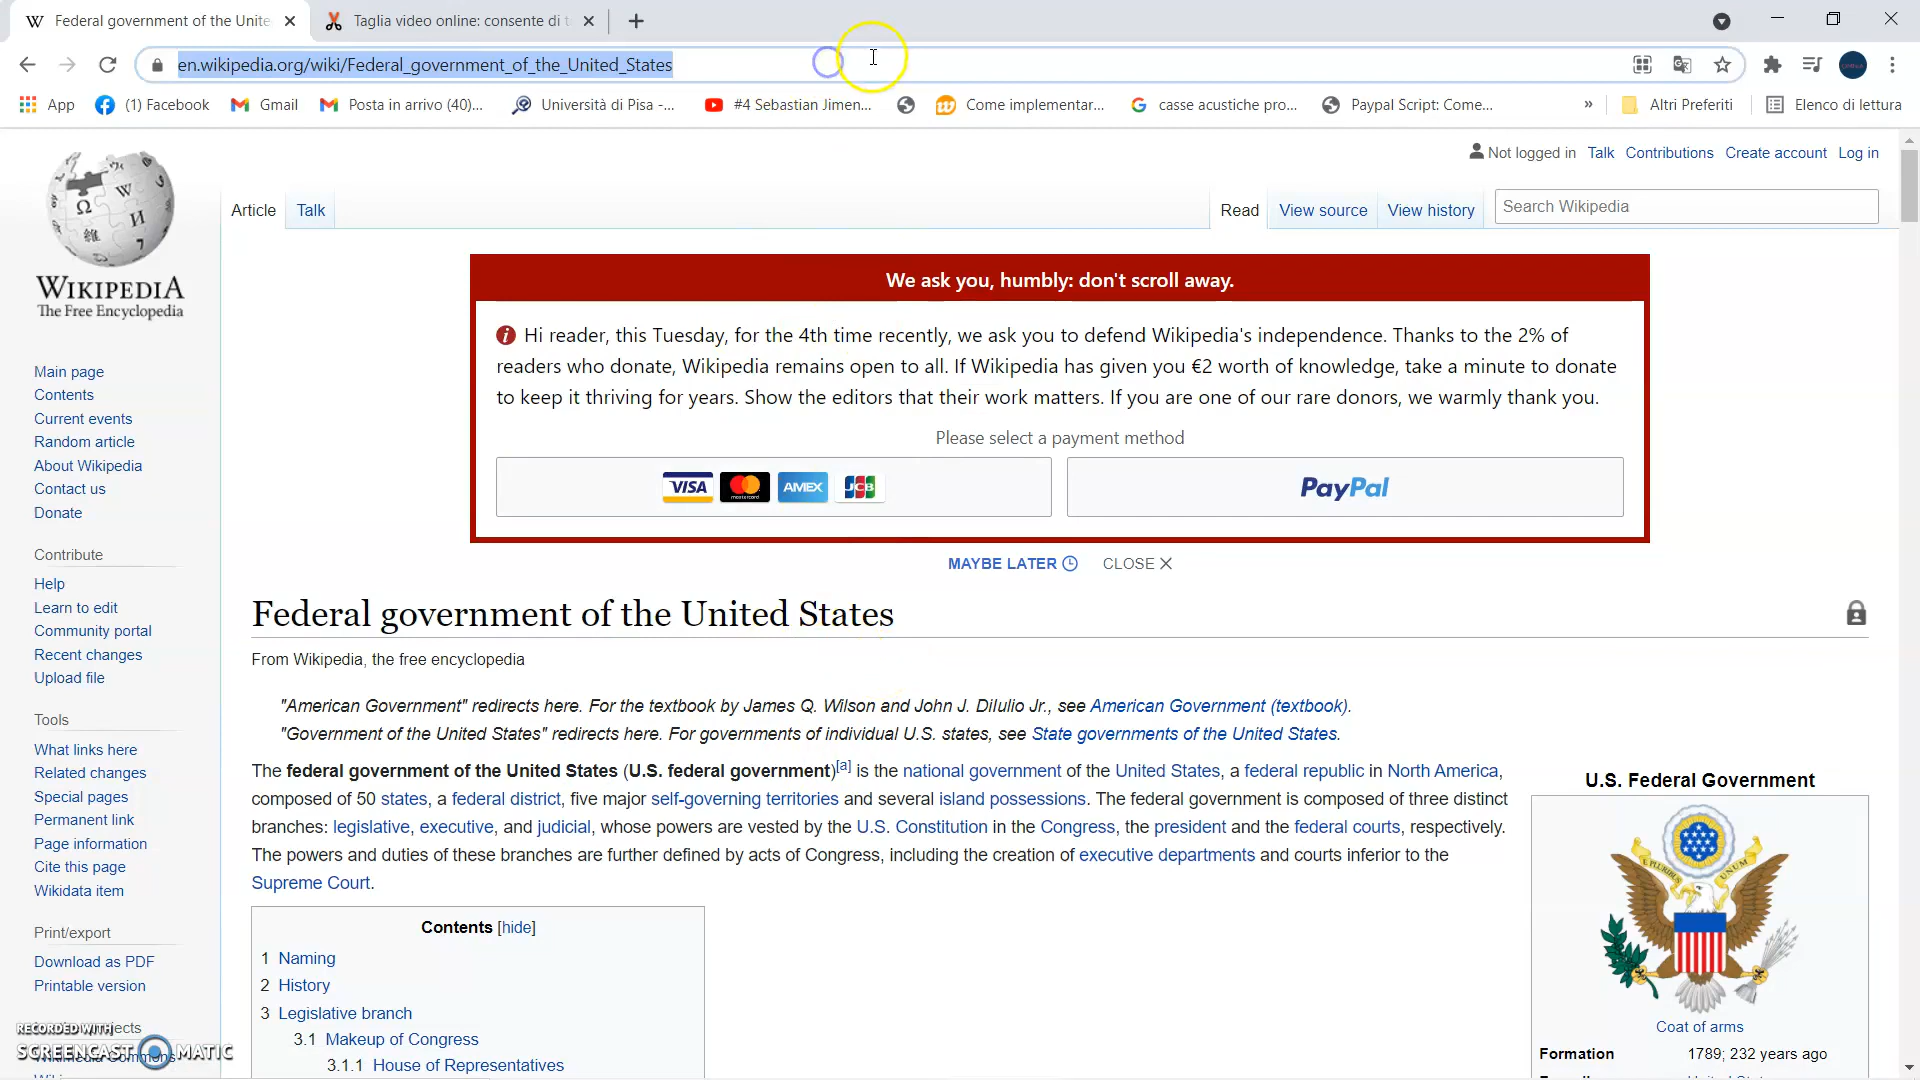 Federal government of the Unite
Taglia video online: consente di t
en.wikipedia.org/wiki/Federal_government_of_the_United_States
App
(1) Facebook
Gmail
Posta in arrivo (40)...
Università di Pisa -...
#4 Sebastian Jimen...
Come implementar...
casse acustiche pro...
Paypal Script: Come...
»
Altri Preferiti
Elenco di lettura
Not logged in Talk Contributions Create account Log in
Article Talk
Read View source View history
Search Wikipedia
WIKIPEDIA
The Free Encyclopedia
Main page
Contents
Current events
Random article
About Wikipedia
Contact us
Donate
Contribute
Help
Learn to edit
Community portal
Recent changes
Upload file
Tools
What links here
Related changes
Special pages
Permanent link
Page information
Cite this page
Wikidata item
Print/export
Download as PDF
Printable version
RECORDED WITH
SCREENCAST MATIC
We ask you, humbly: don't scroll away.
Hi reader, this Tuesday, for the 4th time recently, we ask you to defend Wikipedia's independence. Thanks to the 2% of
readers who donate, Wikipedia remains open to all. If Wikipedia has given you €2 worth of knowledge, take a minute to donate
to keep it thriving for years. Show the editors that their work matters. If you are one of our rare donors, we warmly thank you.
Please select a payment method
VISA mastercard AMEX JCB
PayPal
MAYBE LATER CLOSE
Federal government of the United States
From Wikipedia, the free encyclopedia
"American Government" redirects here. For the textbook by James Q. Wilson and John J. DiIulio Jr., see American Government (textbook).
"Government of the United States" redirects here. For governments of individual U.S. states, see State governments of the United States.
The federal government of the United States (U.S. federal government)[a] is the national government of the United States, a federal republic in North America,
composed of 50 states, a federal district, five major self-governing territories and several island possessions. The federal government is composed of three distinct
branches: legislative, executive, and judicial, whose powers are vested by the U.S. Constitution in the Congress, the president and the federal courts, respectively.
The powers and duties of these branches are further defined by acts of Congress, including the creation of executive departments and courts inferior to the
Supreme Court.
Contents [hide]
1 Naming
2 History
3 Legislative branch
3.1 Makeup of Congress
3.1.1 House of Representatives
U.S. Federal Government
E PLURIBUS UNUM
Coat of arms
Formation 1789; 232 years ago